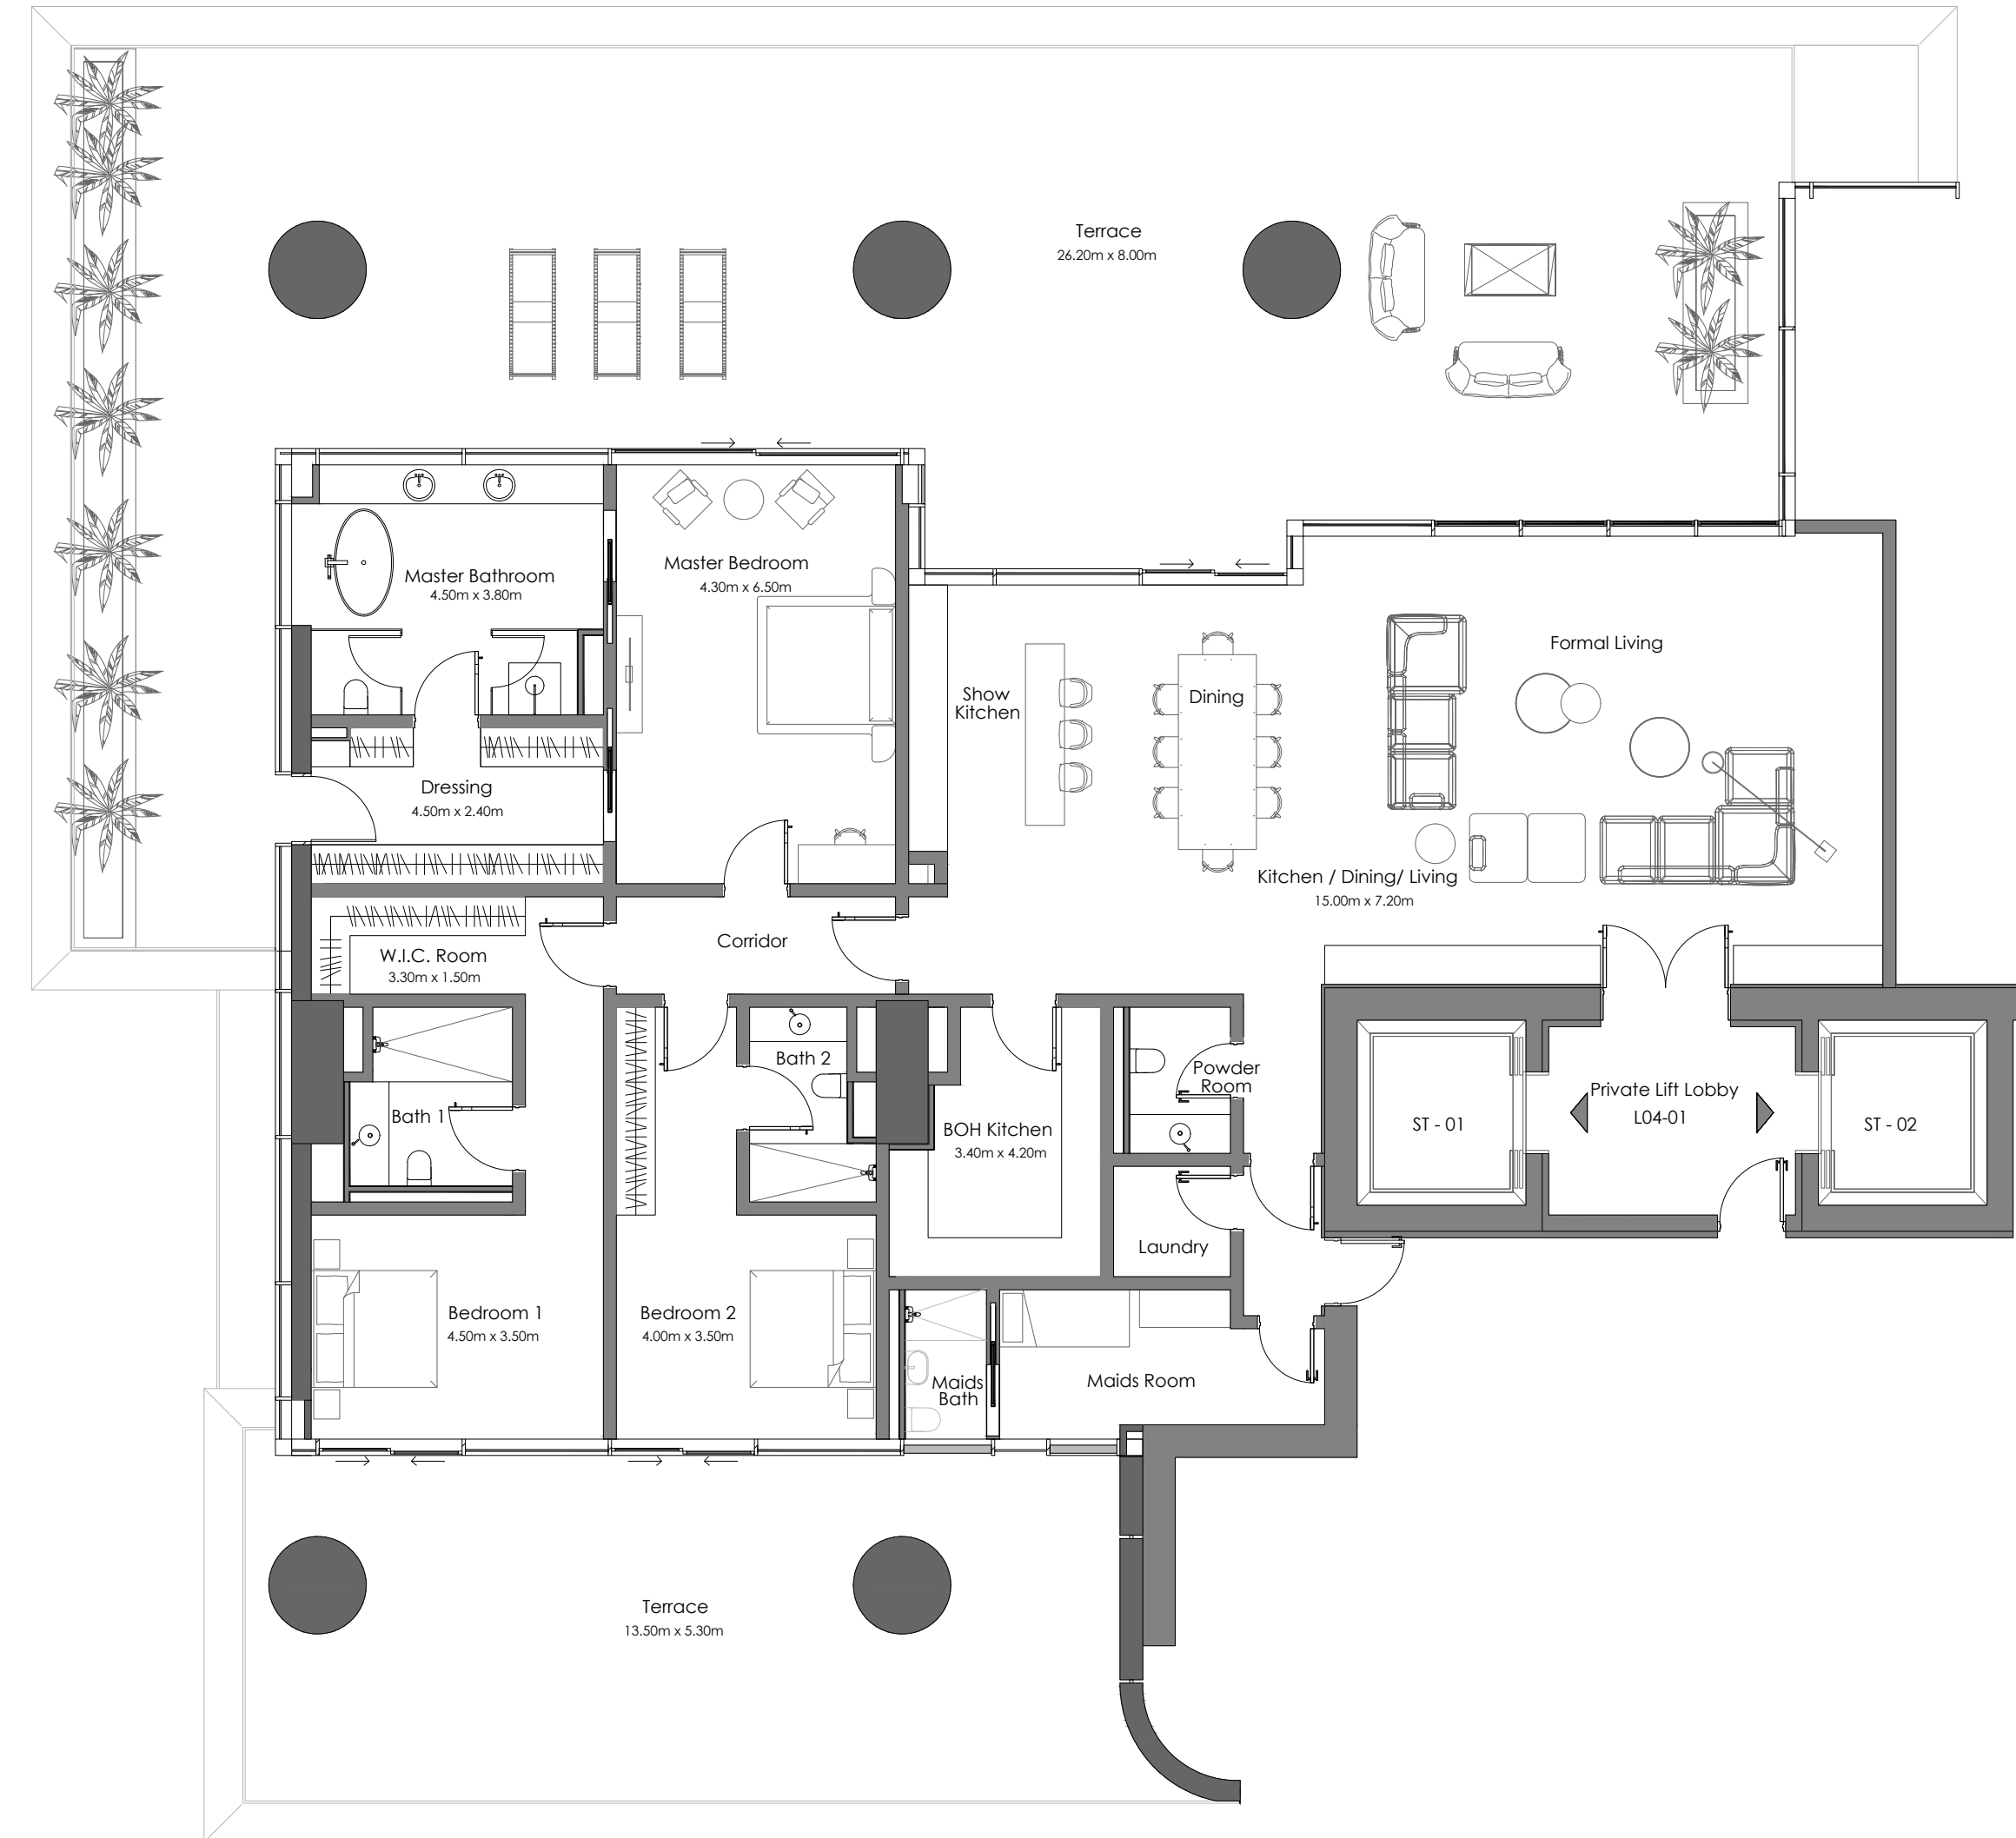 Terrace
26.20m x 8.00m
Master Bedroom
4.30m x 6.50m
Master Bathroom
4.50m x 3.80m
Formal Living
Show
Kitchen
Dining
Dressing
4.50m x 2.40m
Kitchen / Dining/ Living
15.00m x 7.20m
Corridor
W.I.C. Room
3.30m x 1.50m
Bath 2
Powder
Room
Private Lift Lobby
L04-01
ST - 01
ST - 02
Bath 1
BOH Kitchen
3.40m x 4.20m
Laundry
Bedroom 1
4.50m x 3.50m
Bedroom 2
4.00m x 3.50m
Maids
Bath
Maids Room
Terrace
13.50m x 5.30m